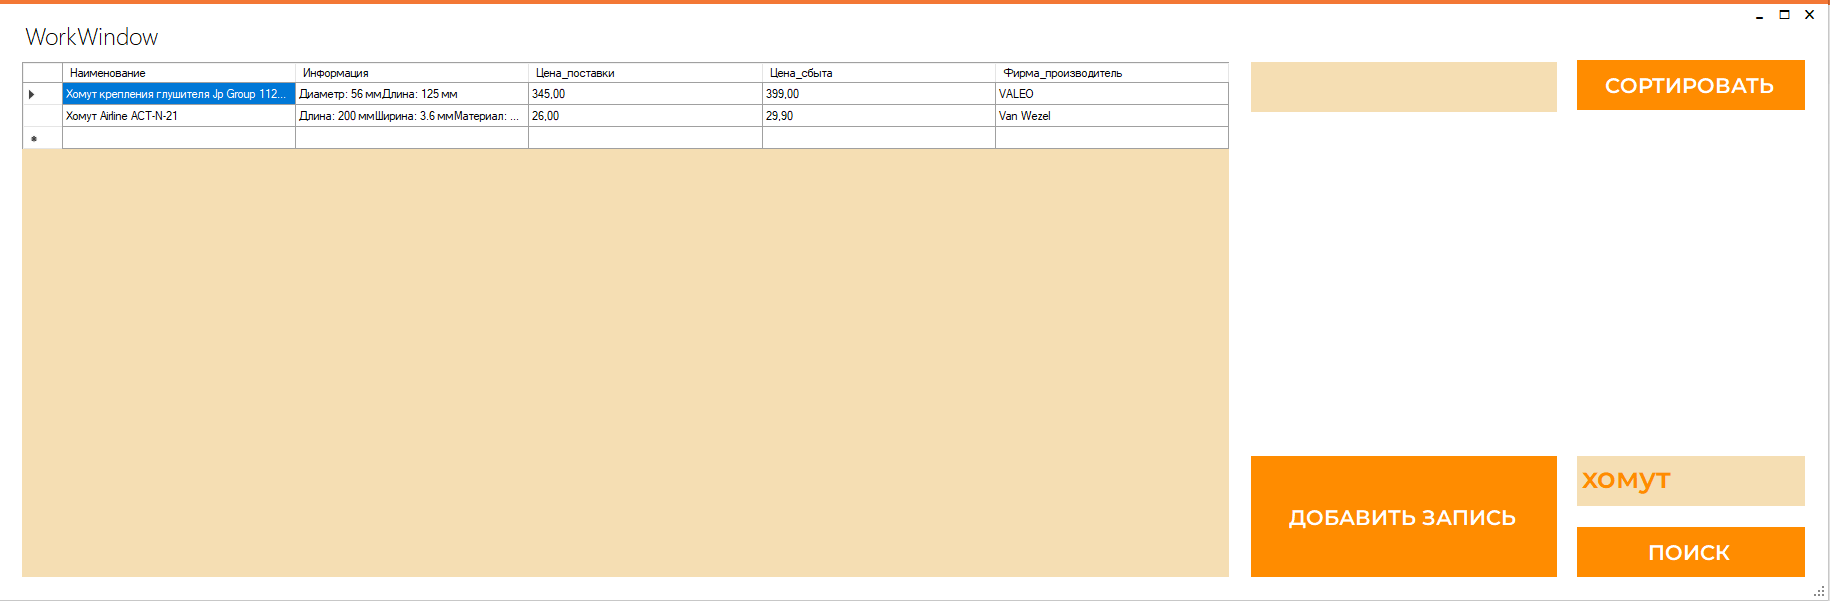 WorkWindow
Наименование Информация Цена_поставки Цена_сбыта Фирма_производитель
Хомут крепления глушителя Jp Group 112... Диаметр: 56 ммДлина: 125 мм 345,00 399,00 VALEO
Хомут Airline ACT-N-21 Длина: 200 ммШирина: 3.6 ммМатериал: ... 26,00 29,90 Van Wezel
СОРТИРОВАТЬ
ДОБАВИТЬ ЗАПИСЬ
хомут
ПОИСК